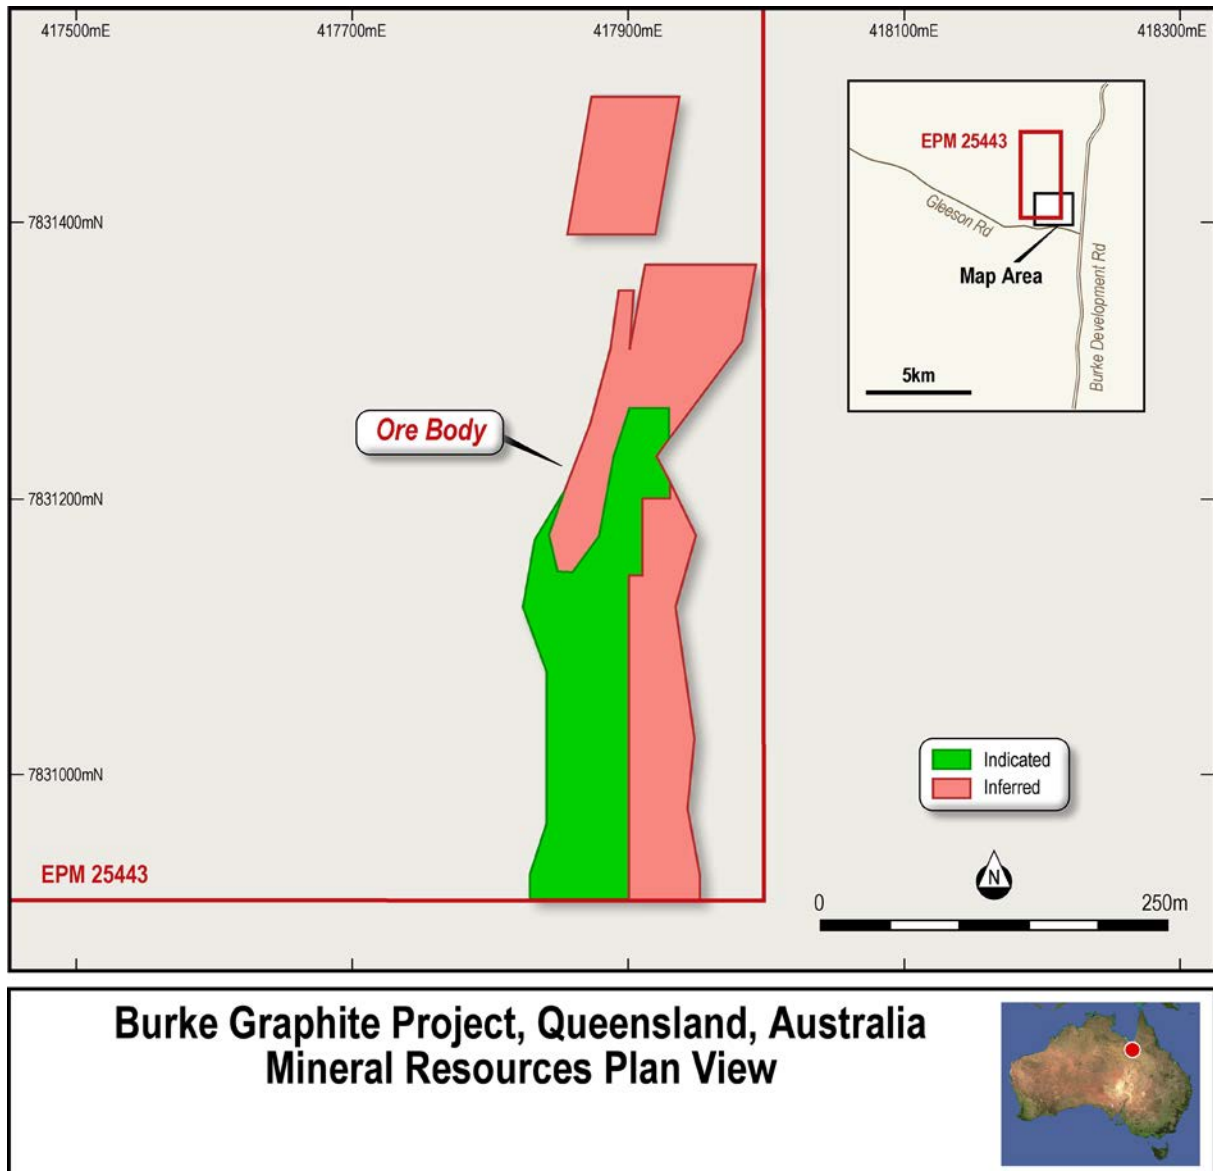 417500mE
417700mE
417900mE
418100mE
418300mE
EPM 25443
Gleeson Rd
Map Area
Burke Development Rd
5km
7831400mN
Ore Body
7831200mN
7831000mN
Indicated
Inferred
EPM 25443
N
0
250m
Burke Graphite Project, Queensland, Australia
Mineral Resources Plan View